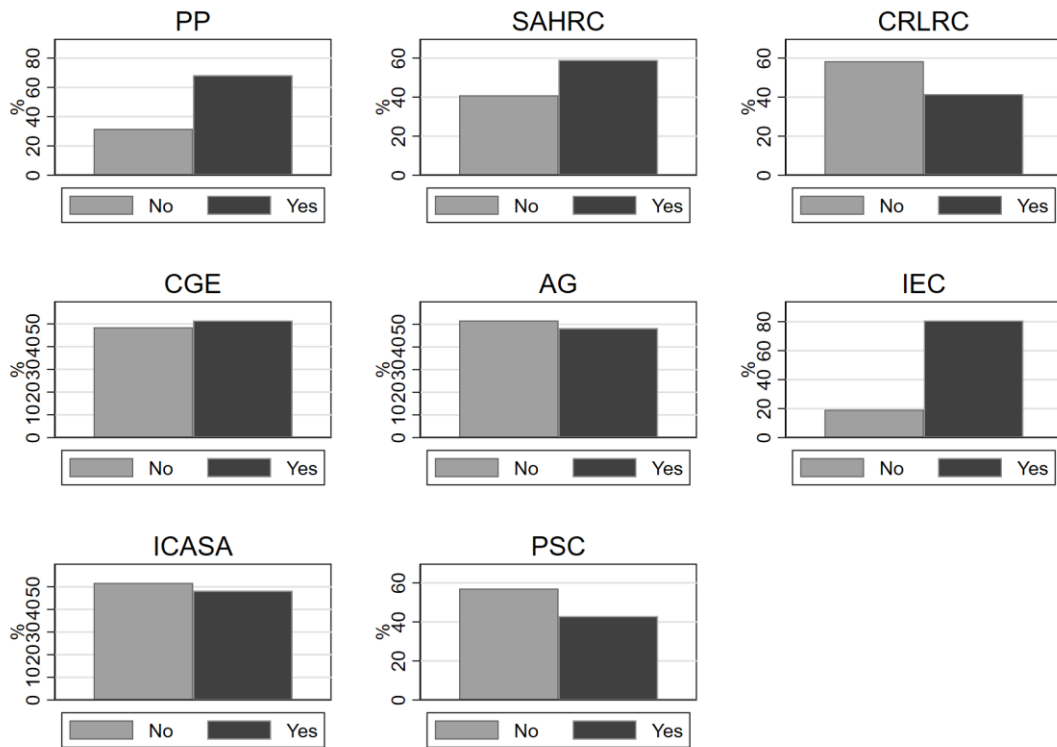 PP
%
0 20 40 60 80
No Yes
SAHRC
%
0 20 40 60
No Yes
CRLRC
%
0 20 40 60
No Yes
CGE
%
0 10 20 30 40 50
No Yes
AG
%
0 10 20 30 40 50
No Yes
IEC
%
0 20 40 60 80
No Yes
ICASA
%
0 10 20 30 40 50
No Yes
PSC
%
0 20 40 60
No Yes